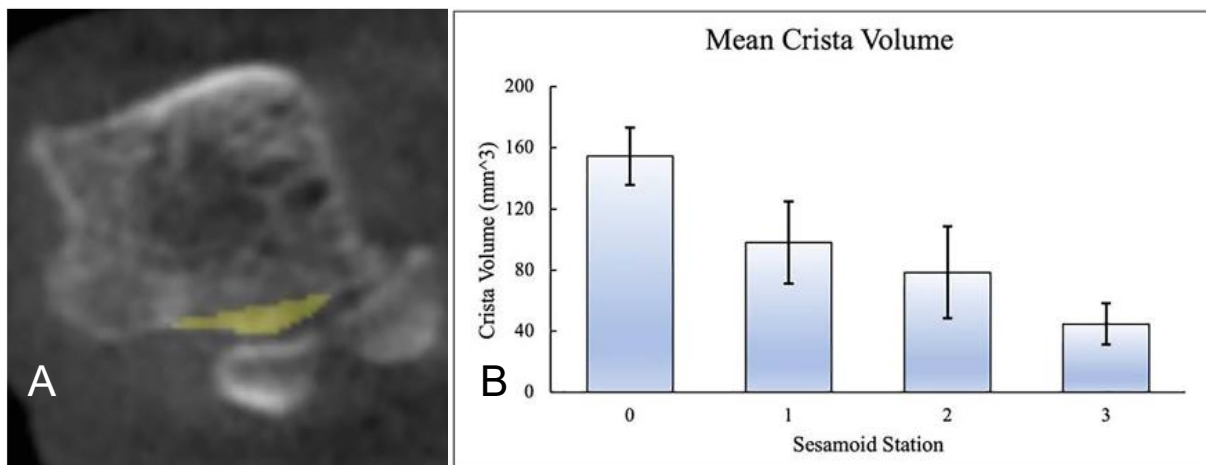 A
B
Mean Crista Volume
Crista Volume (mm^3)
200
160
120
80
40
0
0 1 2 3
Sesamoid Station